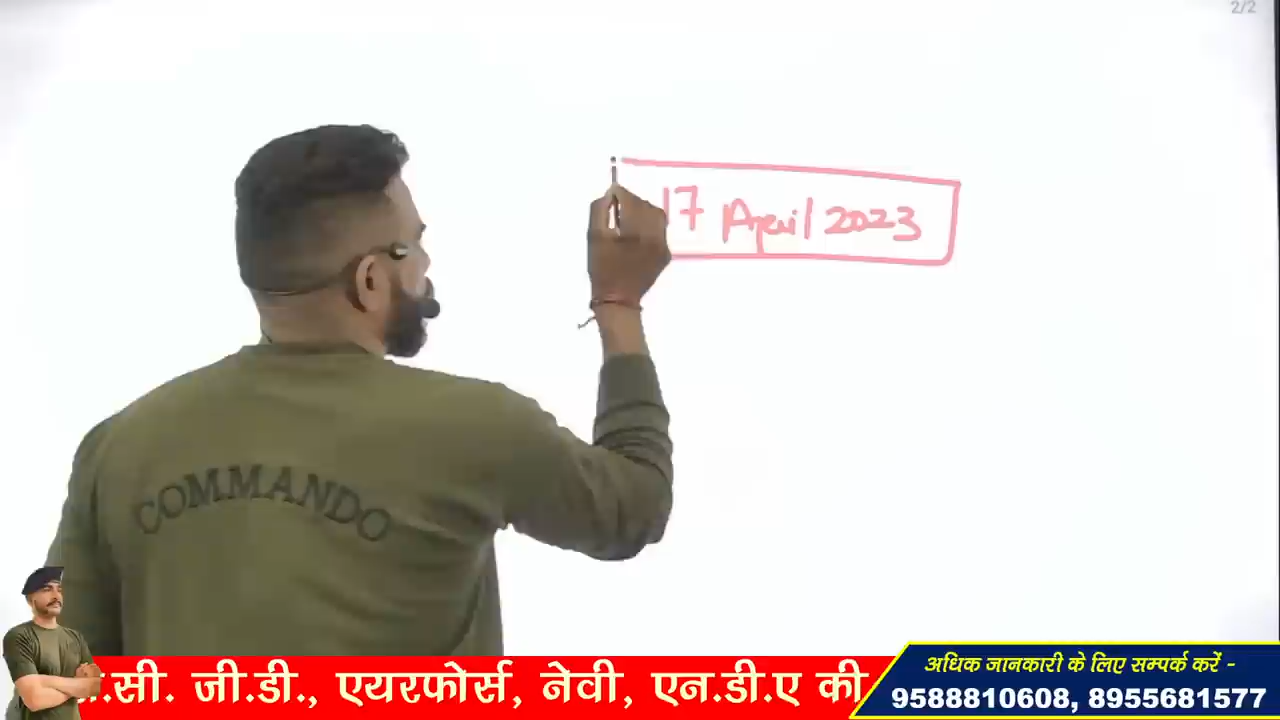 2/2
17 April 2023
COMMANDO
.सी. जी.डी., एयरफोर्स, नेवी, एन.डी.ए की
अधिक जानकारी के लिए सम्पर्क करें -
9588810608, 8955681577